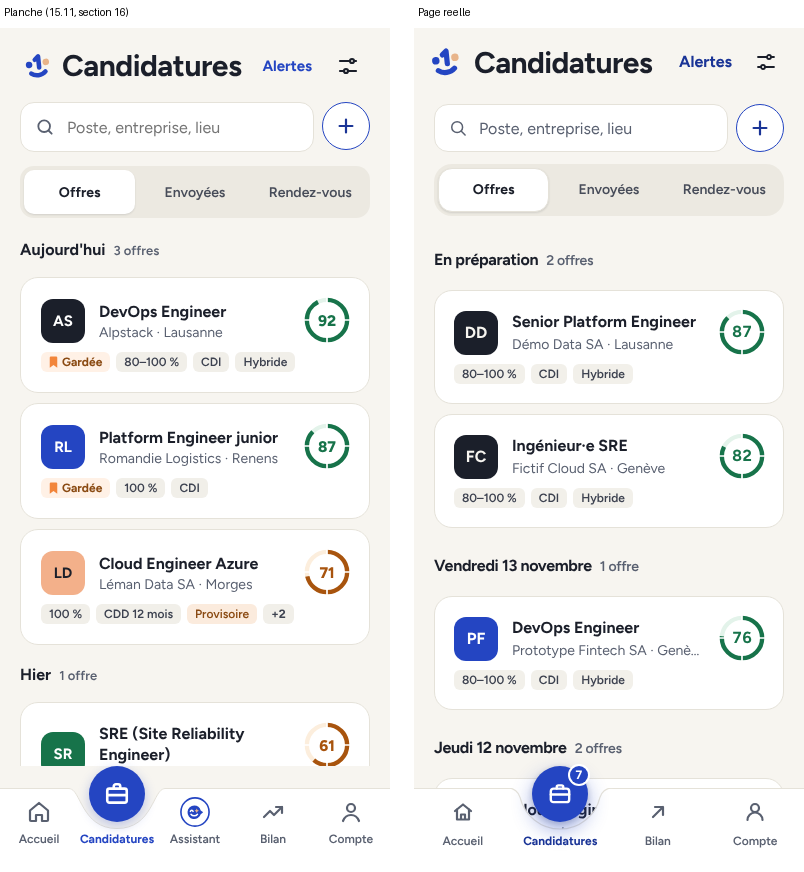 Planche (15.11, section 16)
Candidatures Alertes
Poste, entreprise, lieu
Offres Envoyées Rendez-vous
Aujourd'hui 3 offres
AS DevOps Engineer 92
Alpstack · Lausanne
Gardée 80–100 % CDI Hybride
RL Platform Engineer junior 87
Romandie Logistics · Renens
Gardée 100 % CDI
LD Cloud Engineer Azure 71
Léman Data SA · Morges
100 % CDD 12 mois Provisoire +2
Hier 1 offre
SR SRE (Site Reliability
Engineer) 61
Accueil Candidatures Assistant Bilan Compte
Page reelle
Candidatures Alertes
Poste, entreprise, lieu
Offres Envoyées Rendez-vous
En préparation 2 offres
DD Senior Platform Engineer 87
Démo Data SA · Lausanne
80–100 % CDI Hybride
FC Ingénieur·e SRE 82
Fictif Cloud SA · Genève
80–100 % CDI Hybride
Vendredi 13 novembre 1 offre
PF DevOps Engineer 76
Prototype Fintech SA · Genè...
80–100 % CDI Hybride
Jeudi 12 novembre 2 offres
7
Accueil Candidatures Bilan Compte